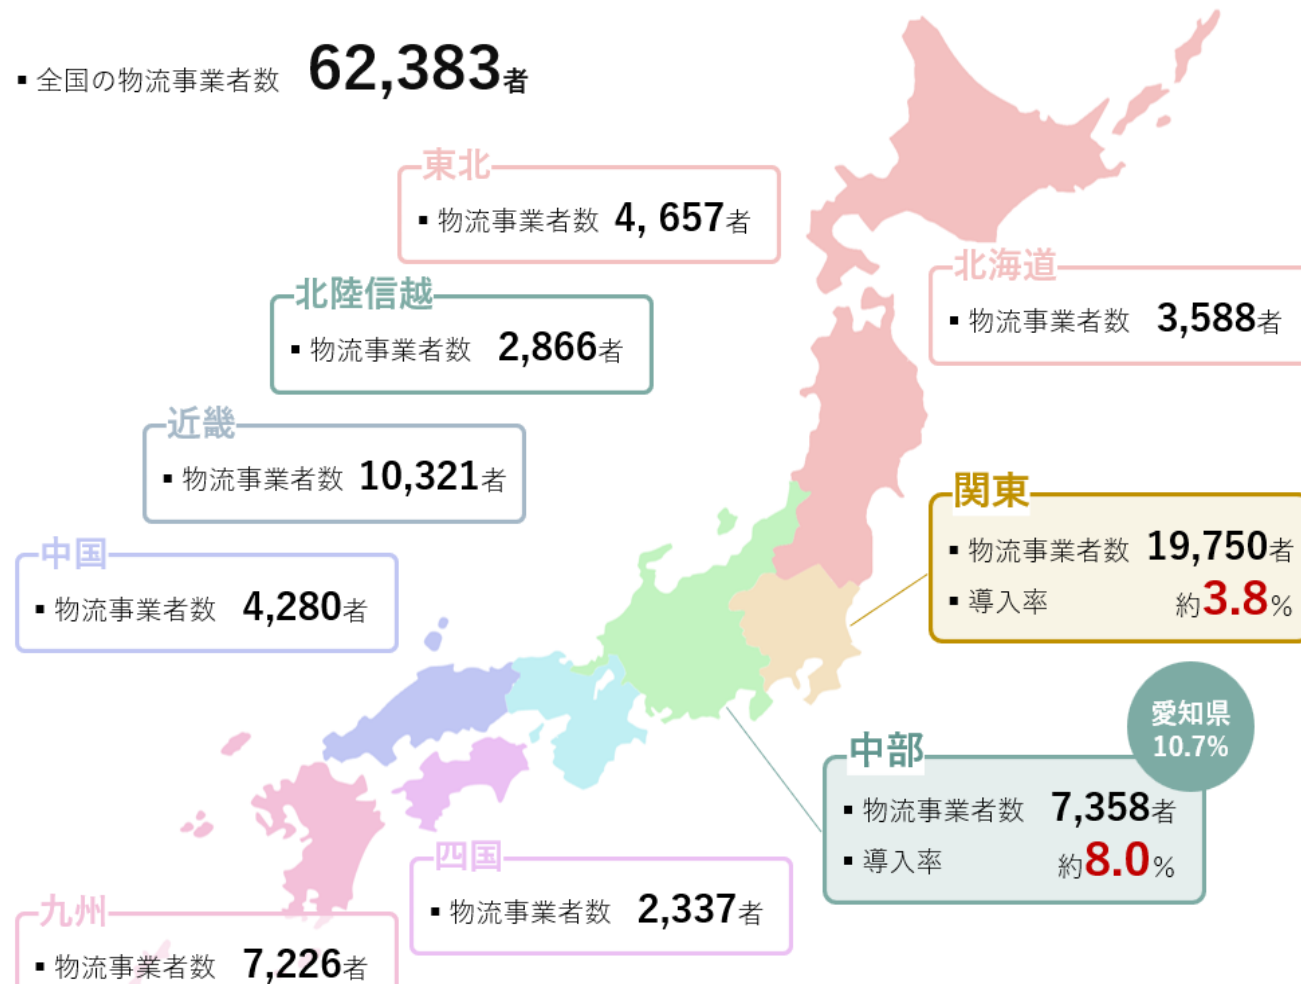 ▪ 全国の物流事業者数 62,383者
東北
▪ 物流事業者数 4, 657者
北海道
▪ 物流事業者数 3,588者
北陸信越
▪ 物流事業者数 2,866者
近畿
▪ 物流事業者数 10,321者
関東
▪ 物流事業者数 19,750者
▪ 導入率 約3.8%
中国
▪ 物流事業者数 4,280者
愛知県
10.7%
中部
▪ 物流事業者数 7,358者
▪ 導入率 約8.0%
四国
▪ 物流事業者数 2,337者
九州
▪ 物流事業者数 7,226者